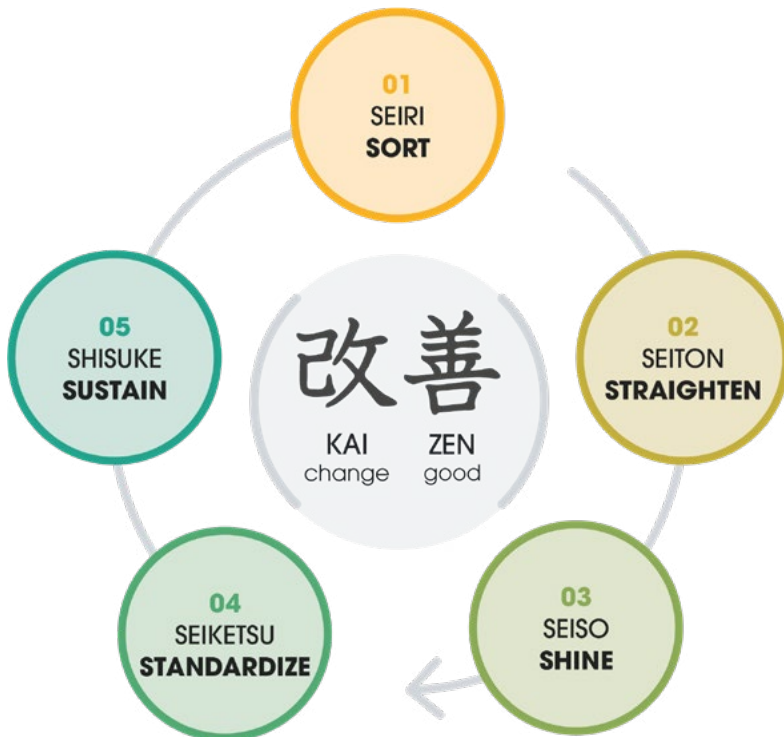 01
SEIRI
SORT
02
SEITON
STRAIGHTEN
03
SEISO
SHINE
04
SEIKETSU
STANDARDIZE
05
SHISUKE
SUSTAIN
改善
KAI ZEN
change good